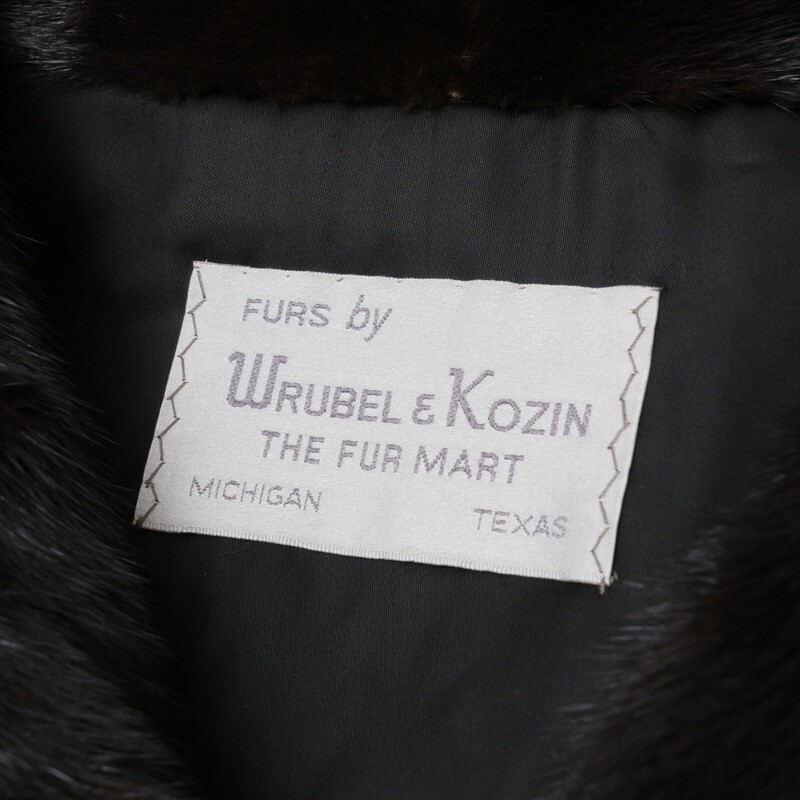 FURS by
WRUBEL & KOZIN
THE FUR MART
MICHIGAN
TEXAS